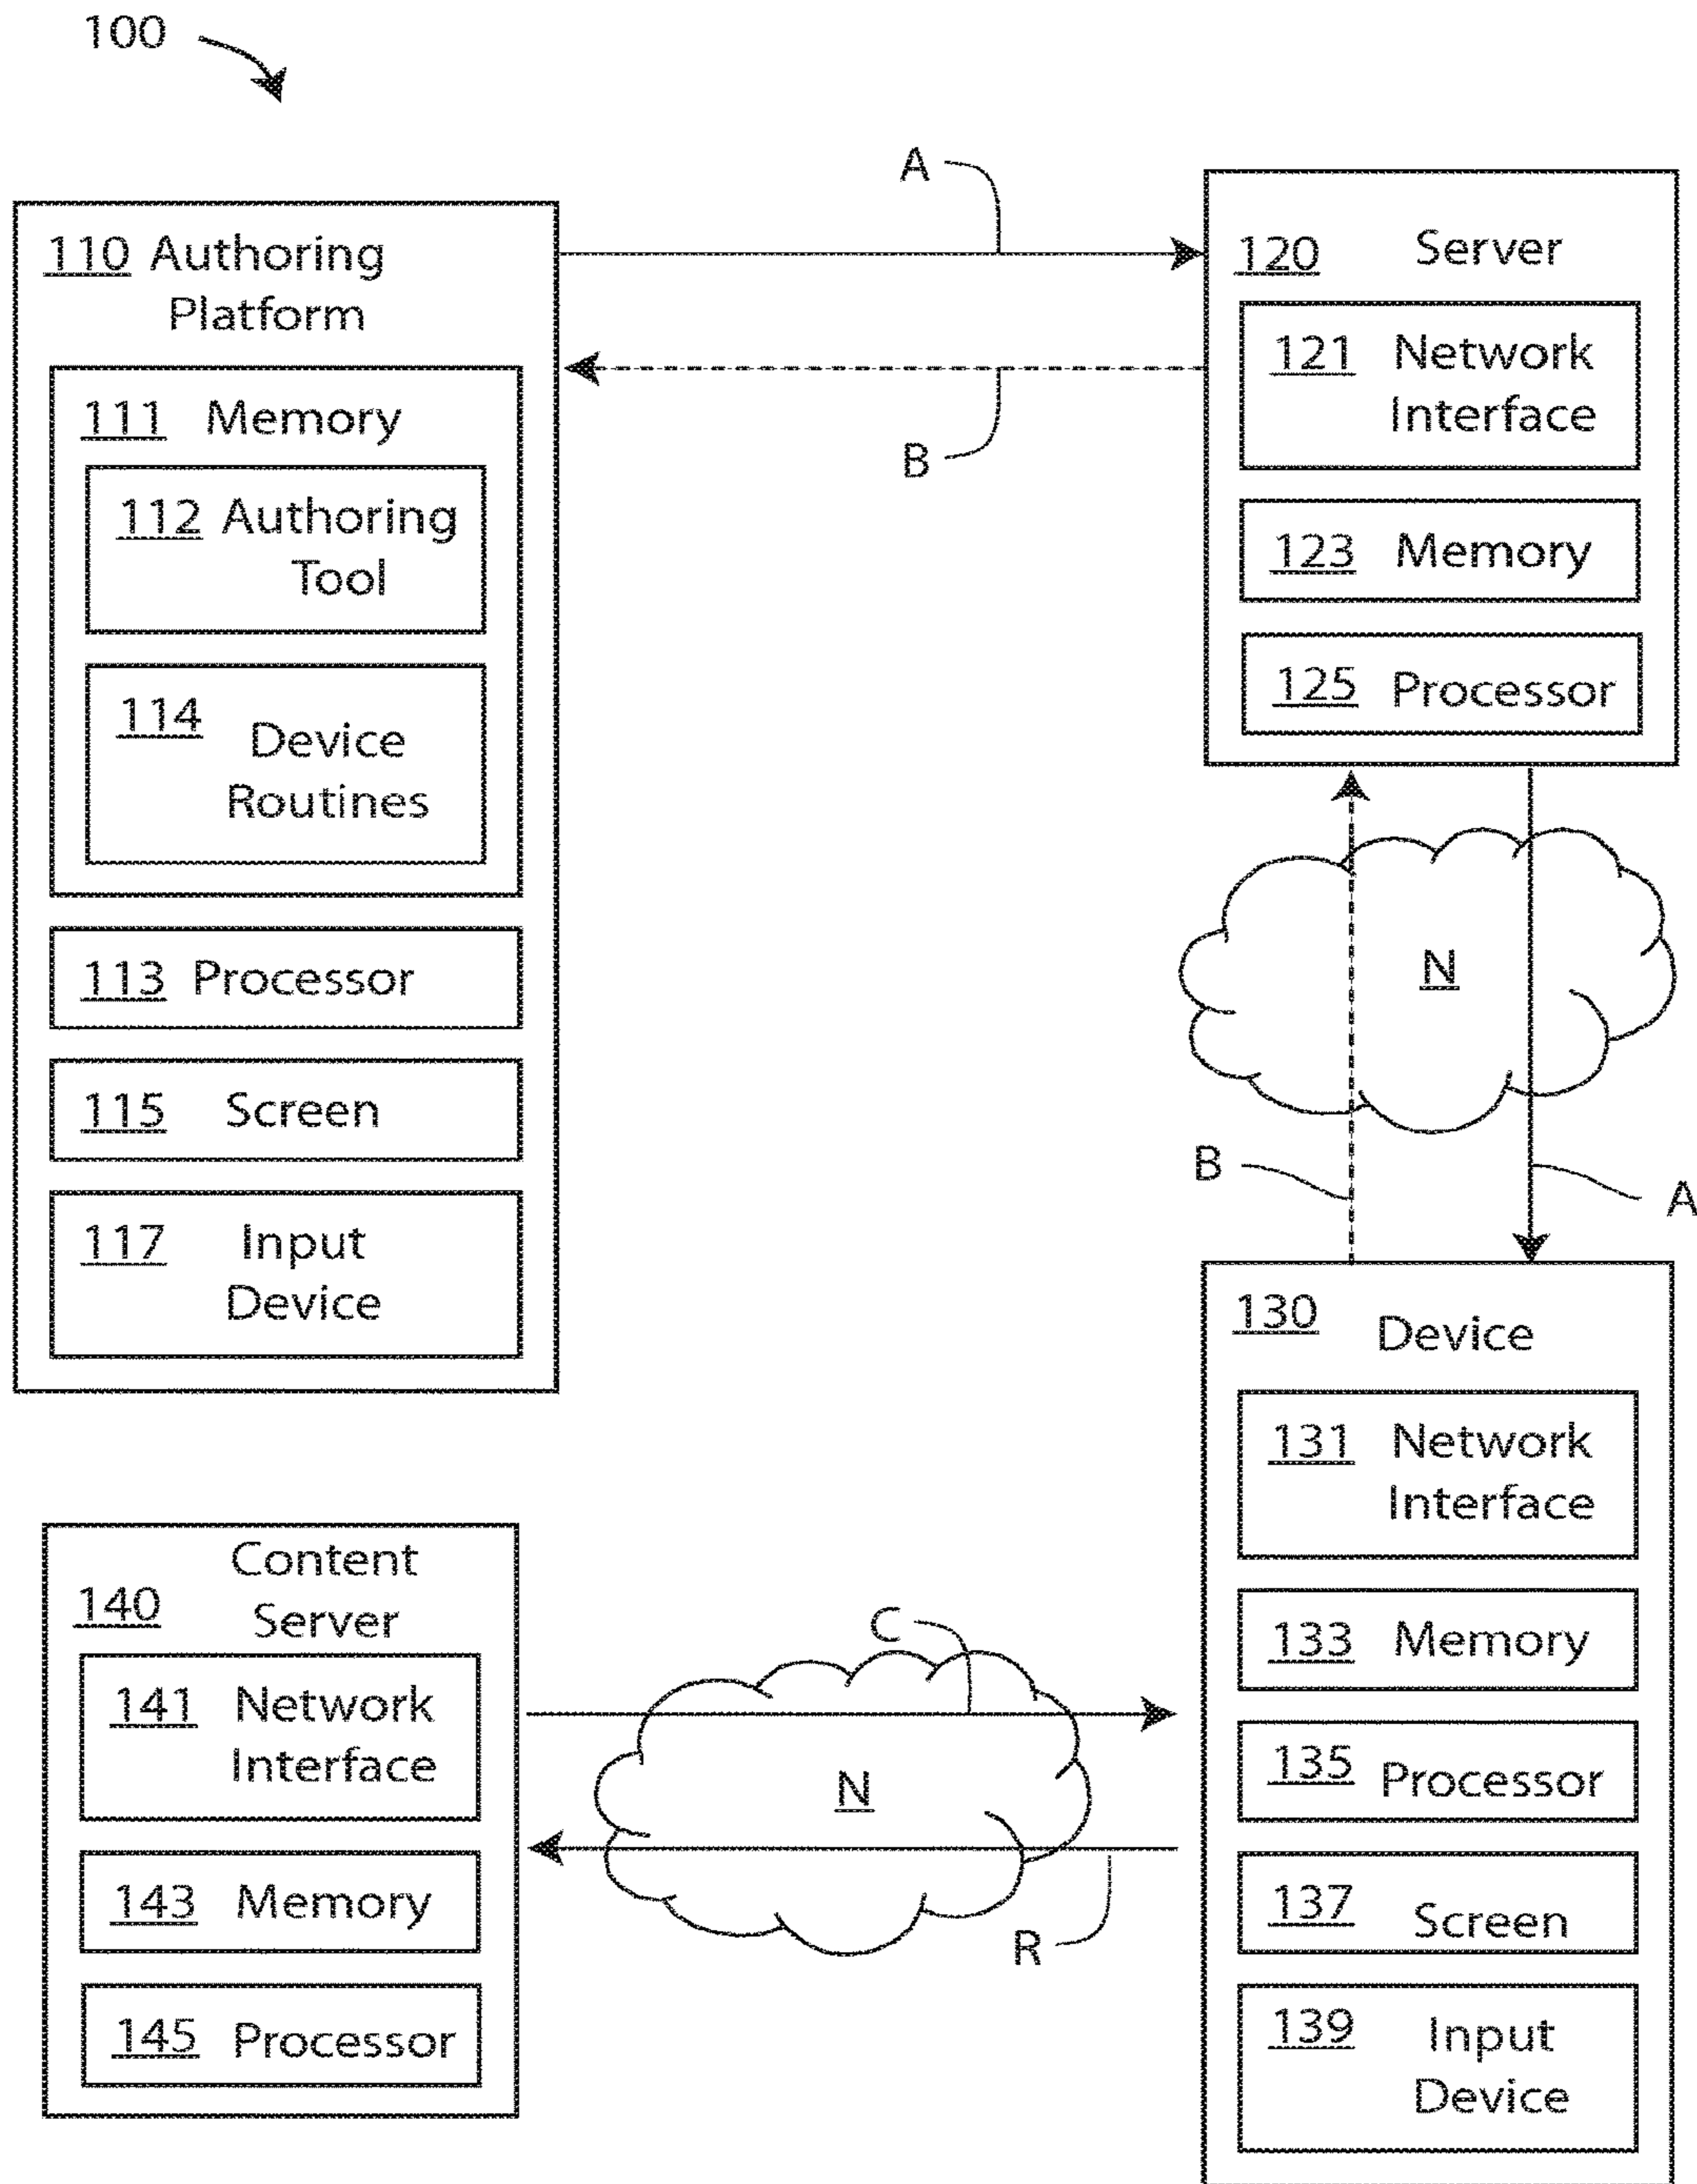 100
A
110 Authoring
Platform
111 Memory
112 Authoring
Tool
114 Device
Routines
113 Processor
115 Screen
117 Input
Device
B
120 Server
121 Network
Interface
123 Memory
125 Processor
N
B
A
130 Device
131 Network
Interface
133 Memory
135 Processor
137 Screen
139 Input
Device
Content
140 Server
141 Network
Interface
143 Memory
145 Processor
C
N
R